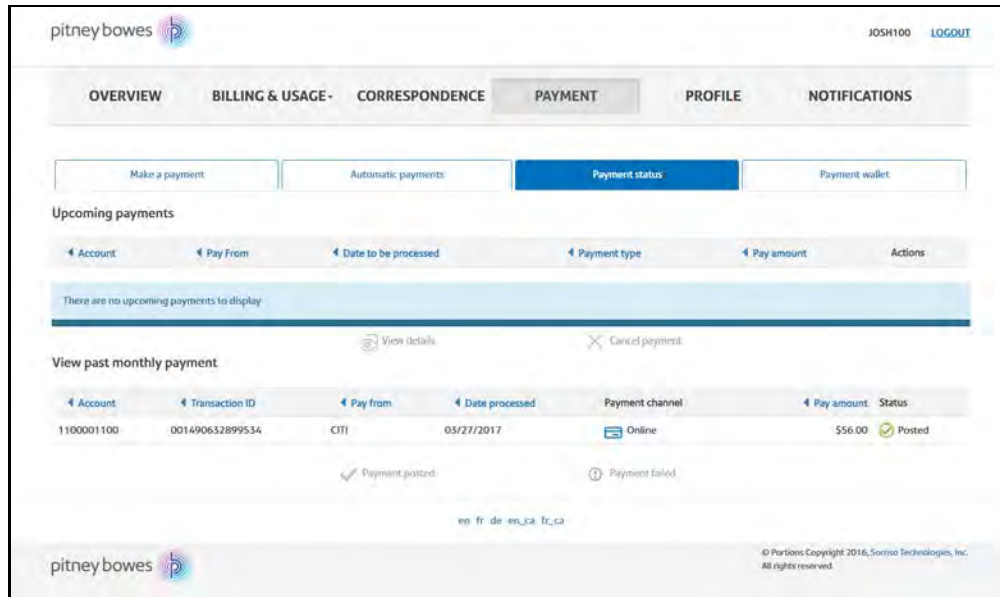 pitney bowes
JOSH100 LOGOUT
OVERVIEW BILLING & USAGE CORRESPONDENCE PAYMENT PROFILE NOTIFICATIONS
Make a payment Automatic payments Payment status Payment wallet
Upcoming payments
Account Pay From Date to be processed Payment type Pay amount Actions
There are no upcoming payments to display
View details Cancel payment
View past monthly payment
Account Transaction ID Pay from Date processed Payment channel Pay amount Status
1100001100 001490632899534 CITI 03/27/2017 Online $56.00 Posted
Payment posted Payment failed
en fr de en_ca fr_ca
pitney bowes
© Portions Copyright 2016, Sorriso Technologies, Inc.
All rights reserved.